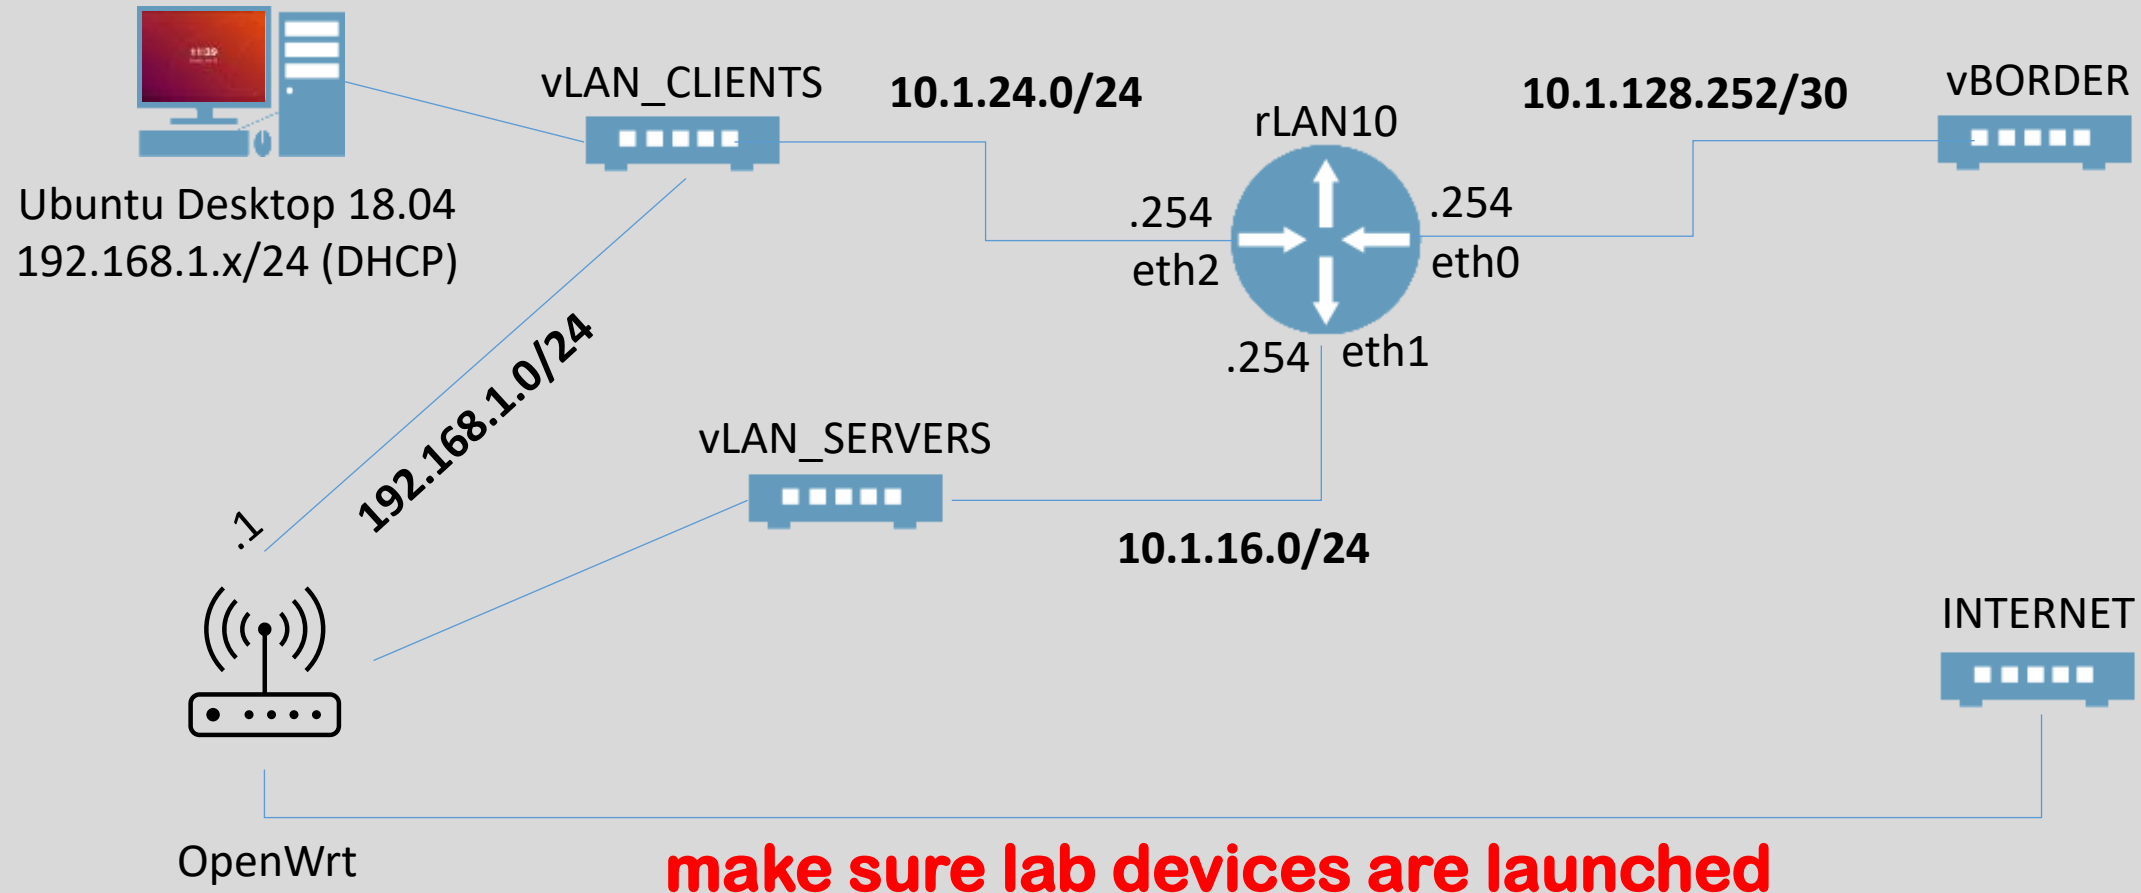 vLAN_CLIENTS
10.1.24.0/24
10.1.128.252/30
vBORDER
rLAN10
Ubuntu Desktop 18.04
192.168.1.x/24 (DHCP)
.254
eth2
.254
eth0
.254
eth1
192.168.1.0/24
.1
vLAN_SERVERS
10.1.16.0/24
INTERNET
OpenWrt
make sure lab devices are launched